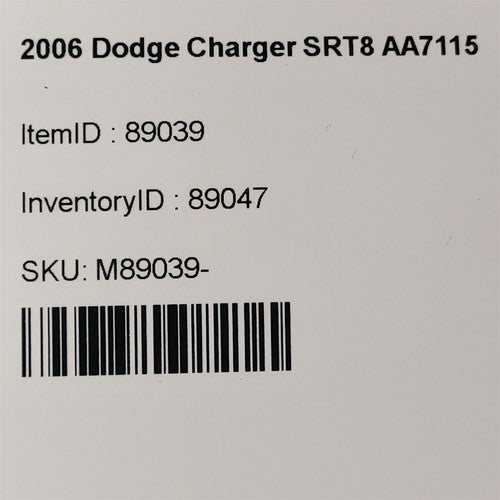 2006 Dodge Charger SRT8 AA7115
ItemID : 89039
InventoryID : 89047
SKU: M89039-